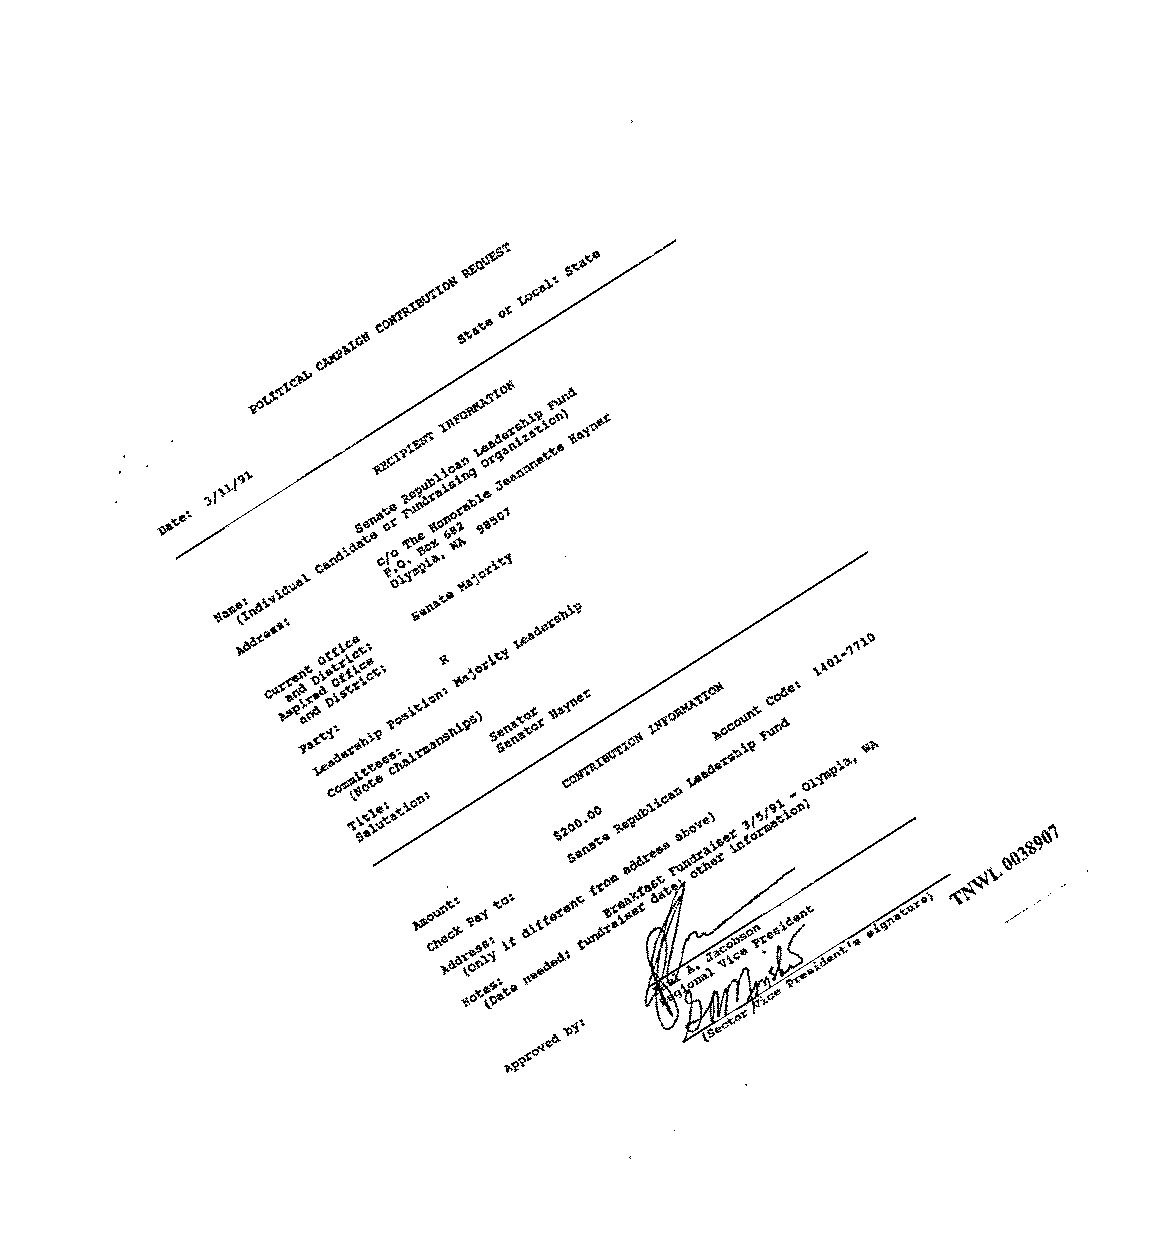 POLITICAL CAMPAIGN CONTRIBUTION REQUEST
Date: 3/11/91 State or Local: State
RECIPIENT INFORMATION
Name: Senate Republican Leadership Fund
(Individual Candidate or Fundraising Organization)
Address: c/o The Honorable Jeannnette Hayner
P.O. Box 682
Olympia, WA 98507
Current Office
and District: Senate Majority
Aspired Office
and District:
Party: R
Leadership Position: Majority Leadership
Committees:
(Note Chairmanships)
Title: Senator
Salutation: Senator Hayner
CONTRIBUTION INFORMATION
Amount: $200.00 Account Code: 1401-7710
Check Pay to: Senate Republican Leadership Fund
Address:
(Only if different from address above)
Notes: Breakfast Fundraiser 3/5/91 - Olympia, WA
(Date needed; fundraiser date; other information)
Approved by:
A. Jacobson
Regional Vice President
(Sector Vice President's signature)
TNWL 0038907